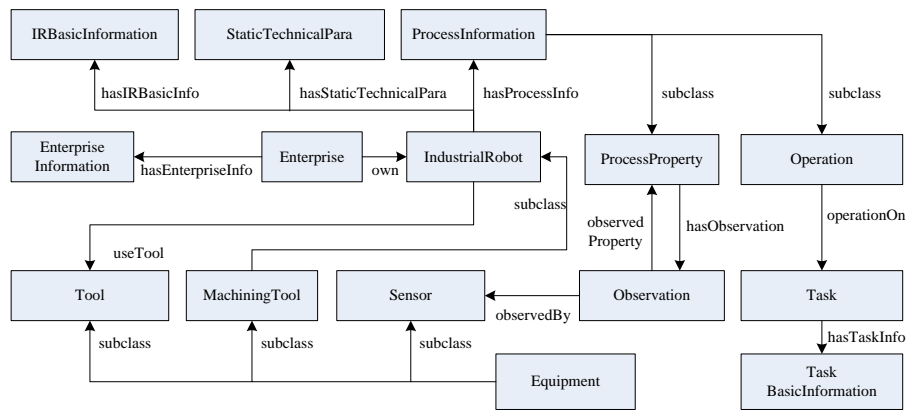 IRBasicInformation
StaticTechnicalPara
ProcessInformation
hasIRBasicInfo
hasStaticTechnicalPara
hasProcessInfo
subclass
subclass
Enterprise
Information
hasEnterpriseInfo
Enterprise
own
IndustrialRobot
ProcessProperty
Operation
subclass
observed
Property
hasObservation
operationOn
useTool
Tool
MachiningTool
Sensor
observedBy
Observation
Task
subclass
subclass
subclass
hasTaskInfo
Equipment
Task
BasicInformation